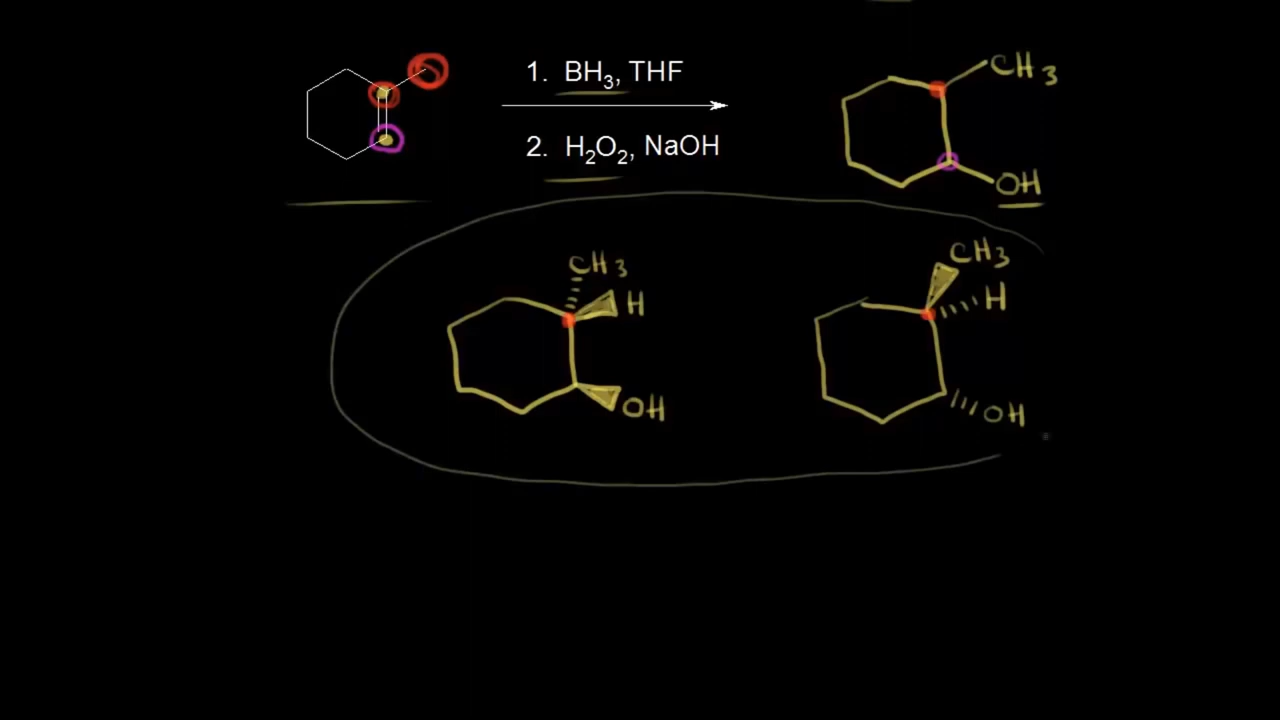 1. BH3, THF
2. H2O2, NaOH
CH3
OH
CH3
H
OH
CH3
H
OH